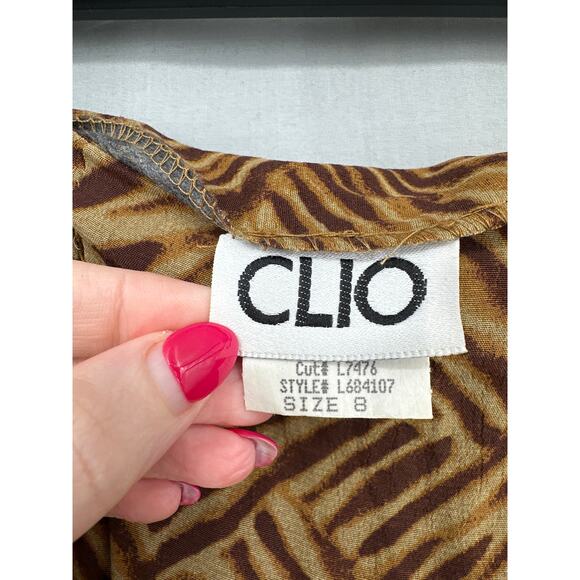 CLIO
Cut# L7476
STYLE# L684107
SIZE 8